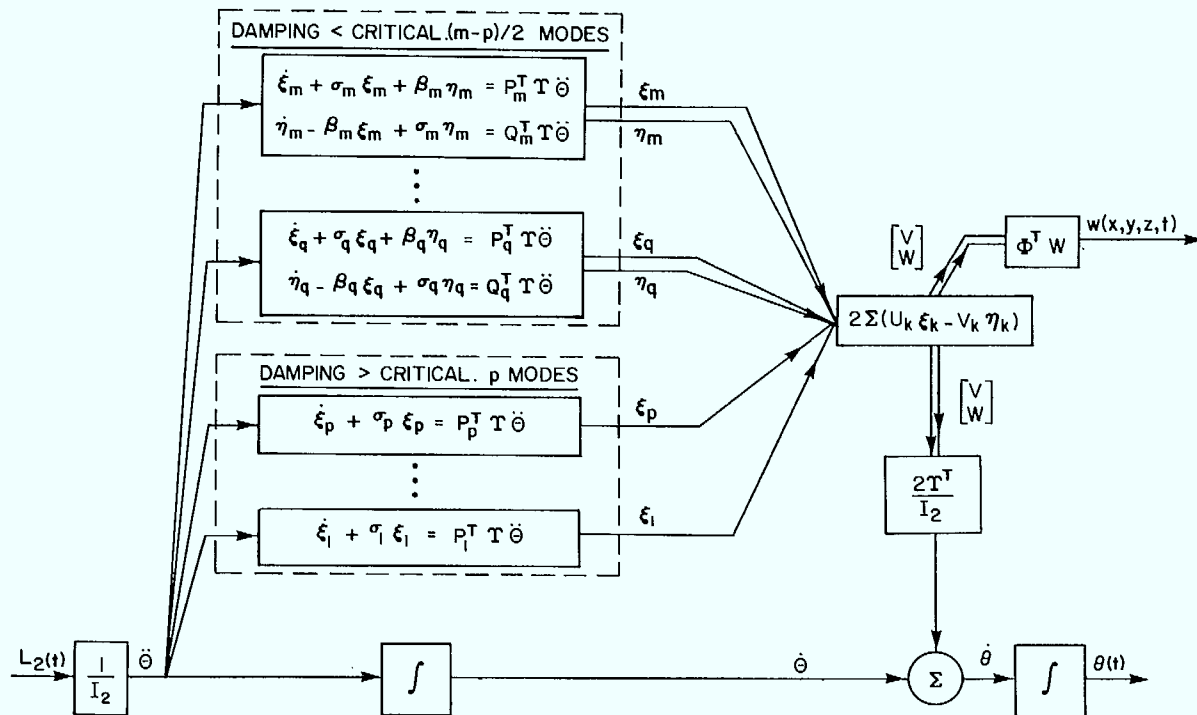 DAMPING < CRITICAL.(m-p)/2 MODES
ξ̇m + σm ξm + βm ηm = PmT ϒ Θ̈
η̇m - βm ξm + σm ηm = QmT ϒ Θ̈
ξm
ηm
ξ̇q + σq ξq + βq ηq = PqT ϒ Θ̈
η̇q - βq ξq + σq ηq = QqT ϒ Θ̈
ξq
ηq
DAMPING > CRITICAL. p MODES
ξ̇p + σp ξp = PpT ϒ Θ̈
ξp
ξ̇1 + σ1 ξ1 = P1T ϒ Θ̈
ξ1
2Σ(Uk ξk - Vk ηk)
[V
W]
ΦT W
w(x,y,z,t)
[V
W]
2ϒT
I2
L2(t)
1
I2
Θ̈
∫
Θ̇
Σ
θ̇
∫
θ(t)